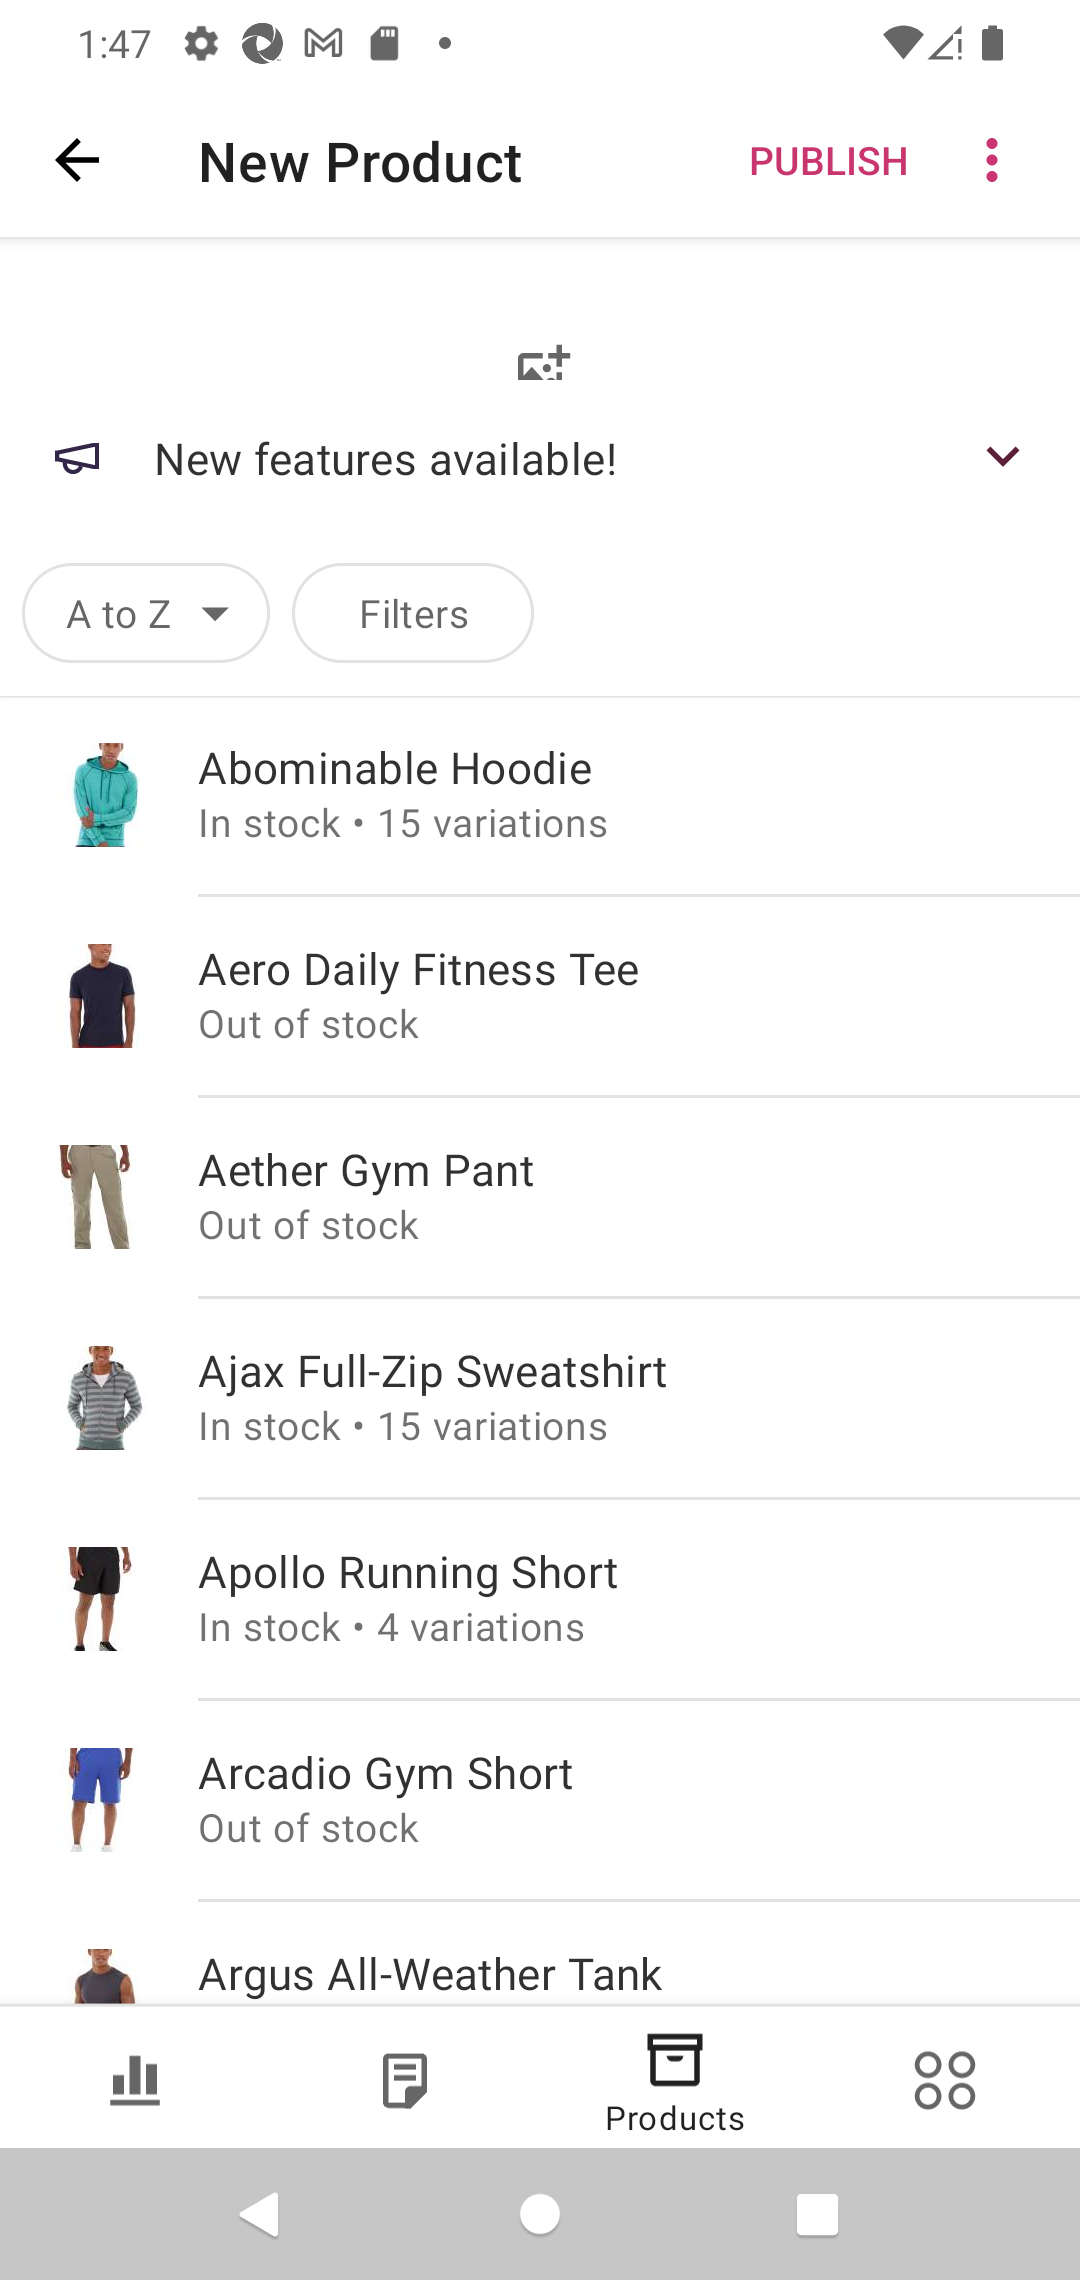 1:47
New Product
PUBLISH
New features available!
A to Z
Filters
Abominable Hoodie
In stock • 15 variations
Aero Daily Fitness Tee
Out of stock
Aether Gym Pant
Out of stock
Ajax Full-Zip Sweatshirt
In stock • 15 variations
Apollo Running Short
In stock • 4 variations
Arcadio Gym Short
Out of stock
Argus All-Weather Tank
Products